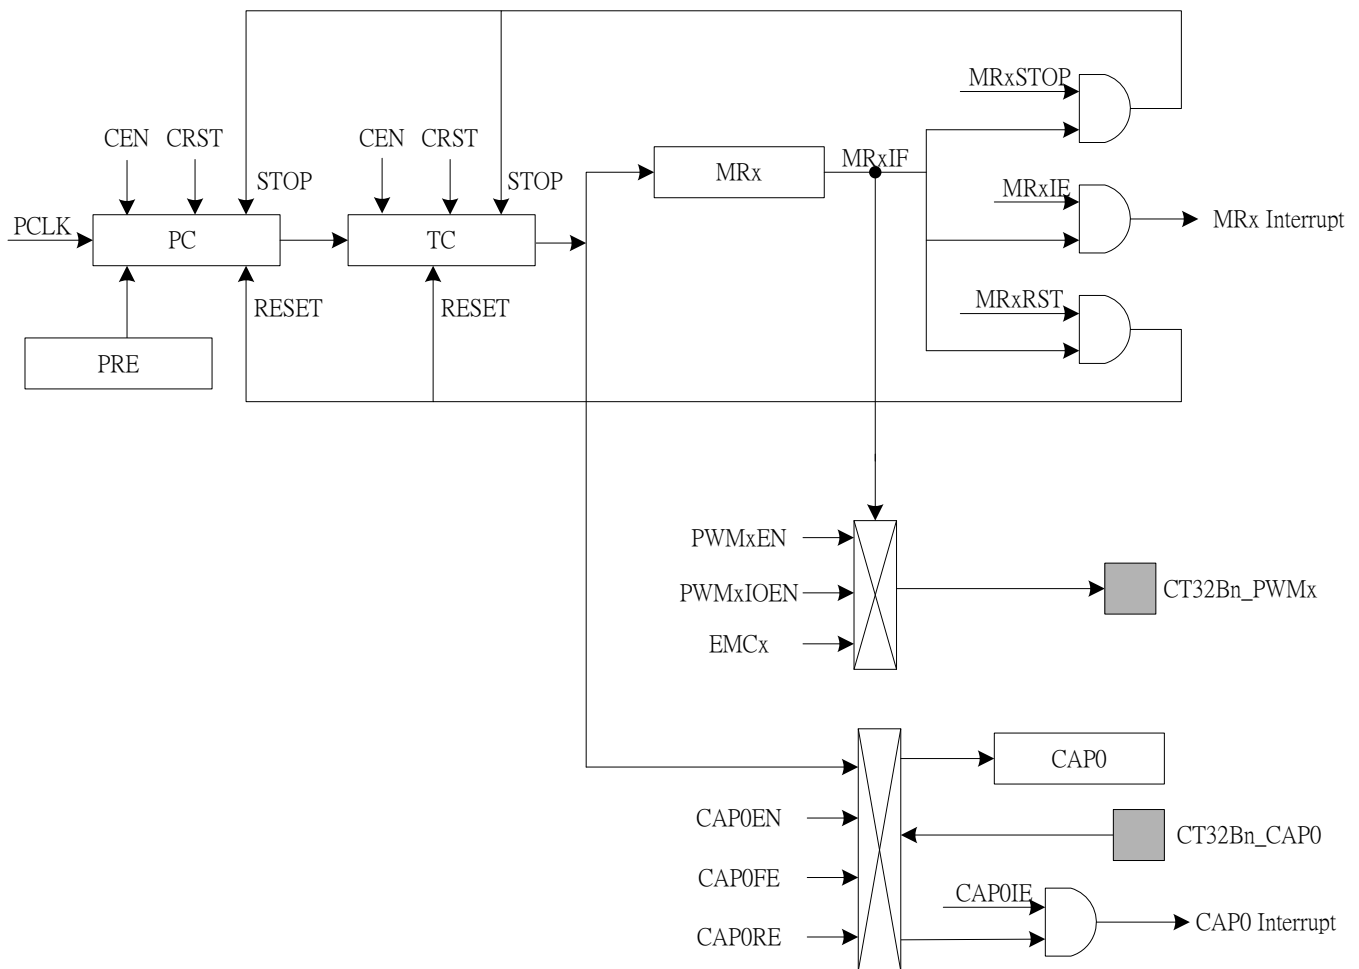 MRxSTOP
CEN
CRST
CEN
CRST
MRxIF
MRx
STOP
STOP
MRxIE
PCLK
PC
TC
MRx Interrupt
RESET
RESET
MRxRST
PRE
PWMxEN
PWMxIOEN
CT32Bn_PWMx
EMCx
CAP0
CAP0EN
CT32Bn_CAP0
CAP0FE
CAP0IE
CAP0RE
CAP0 Interrupt